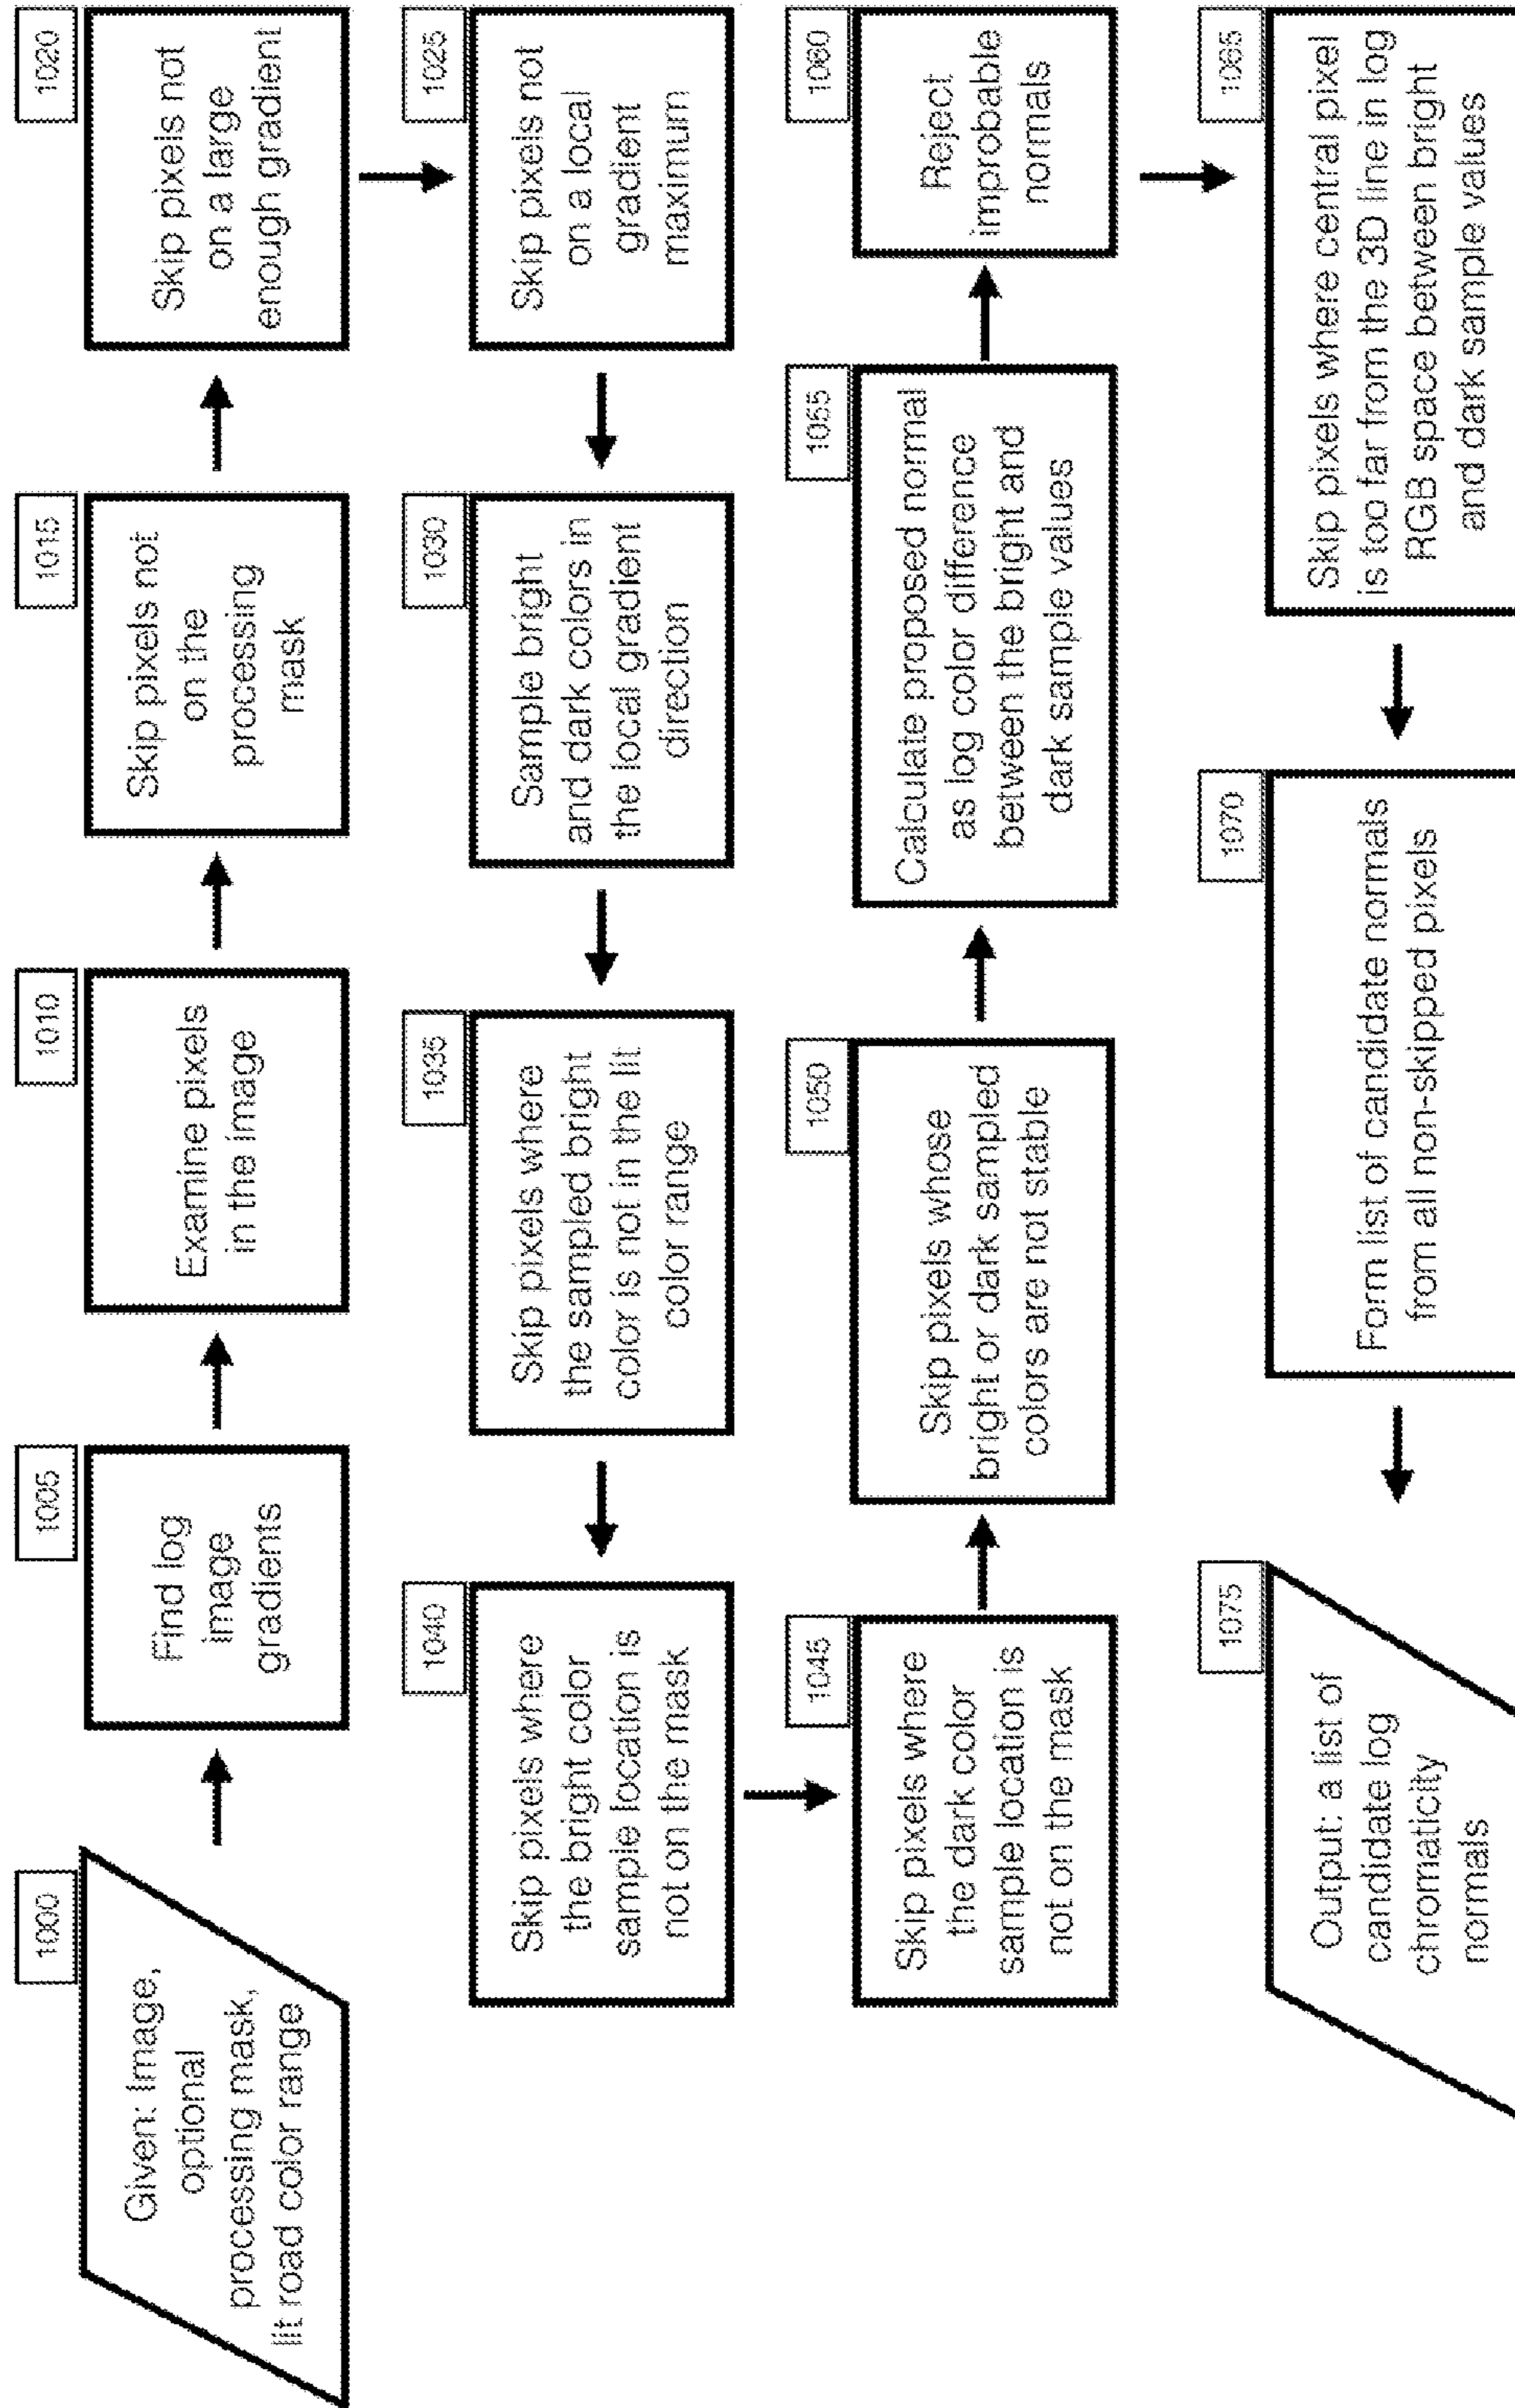 1000
Given: Image,
optional
processing mask,
lit road color range
1005
Find log
image
gradients
1010
Examine pixels
in the image
1015
Skip pixels not
on the
processing
mask
1020
Skip pixels not
on a large
enough gradient
1025
Skip pixels not
on a local
gradient
maximum
1030
Sample bright
and dark colors in
the local gradient
direction
1035
Skip pixels where
the sampled bright
color is not in the lit
color range
1040
Skip pixels where
the bright color
sample location is
not on the mask
1045
Skip pixels where
the dark color
sample location is
not on the mask
1050
Skip pixels whose
bright or dark sampled
colors are not stable
1055
Calculate proposed normal
as log color difference
between the bright and
dark sample values
1060
Reject
improbable
normals
1065
Skip pixels where central pixel
is too far from the 3D line in log
RGB space between bright
and dark sample values
1070
Form list of candidate normals
from all non-skipped pixels
1075
Output: a list of
candidate log
chromaticity
normals